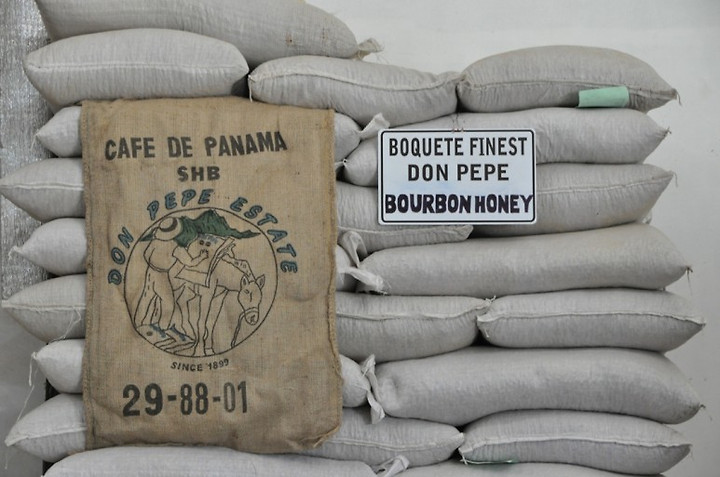 CAFE DE PANAMA
SHB
DON PEPE ESTATE
SINCE 1899
29-88-01
BOQUETE FINEST
DON PEPE
BOURBON HONEY